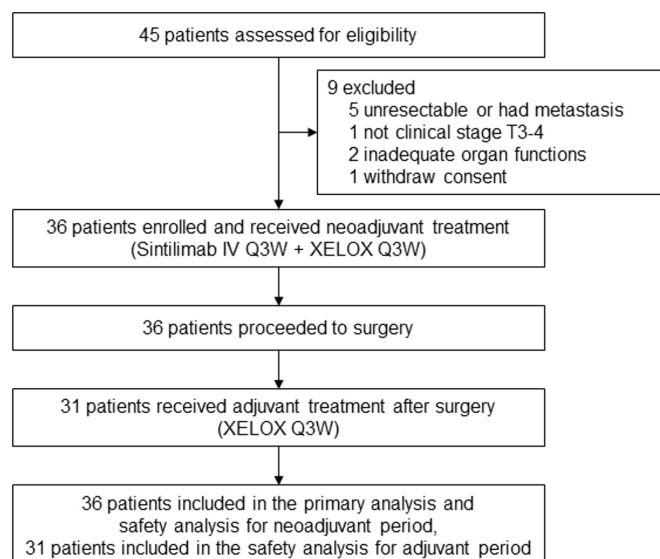 45 patients assessed for eligibility
9 excluded
5 unresectable or had metastasis
1 not clinical stage T3-4
2 inadequate organ functions
1 withdraw consent
36 patients enrolled and received neoadjuvant treatment
(Sintilimab IV Q3W + XELOX Q3W)
36 patients proceeded to surgery
31 patients received adjuvant treatment after surgery
(XELOX Q3W)
36 patients included in the primary analysis and
safety analysis for neoadjuvant period,
31 patients included in the safety analysis for adjuvant period